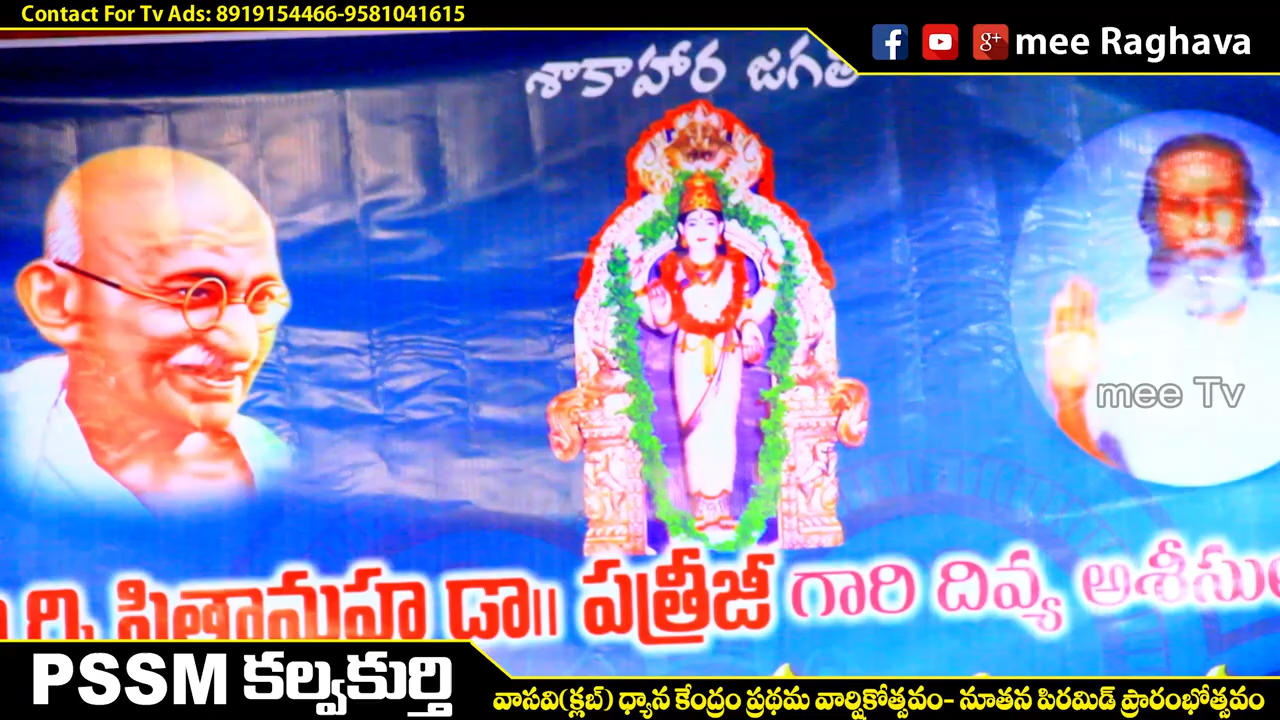 Contact For Tv Ads: 8919154466-9581041615
mee Raghava
శాకాహార జగత్
mee Tv
పితామహ డా॥ పత్రీజీ గారి దివ్య
PSSM కల్వకుర్తి
వాసవి(క్లబ్) ధ్యాన కేంద్రం ప్రథమ వార్షికోత్సవం- నూతన పిరమిడ్ ప్రారంభోత్సవం